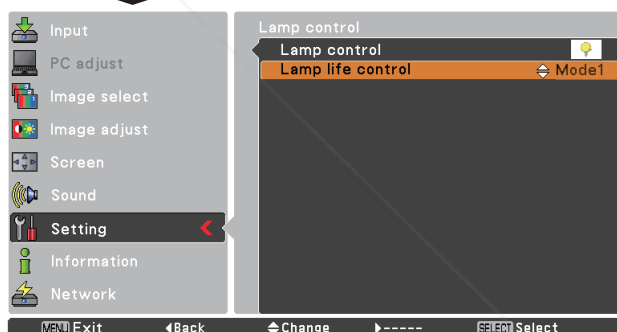 Input
PC adjust
Image select
Image adjust
Screen
Sound
Setting
Information
Network
Lamp control
Lamp control
Lamp life control Mode1
MENU Exit Back Change ----- SELECT Select